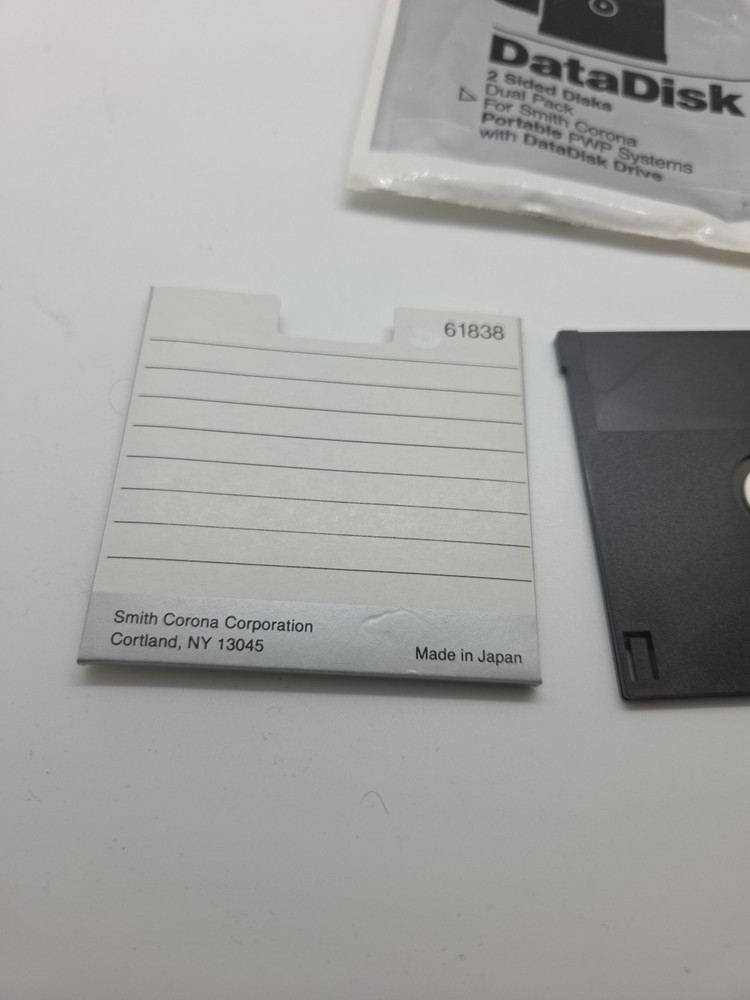 DataDisk
2 Sided Disks
Dual Pack
For Smith Corona
Portable PWP Systems
with DataDisk Drive
61838
Smith Corona Corporation
Cortland, NY 13045
Made in Japan